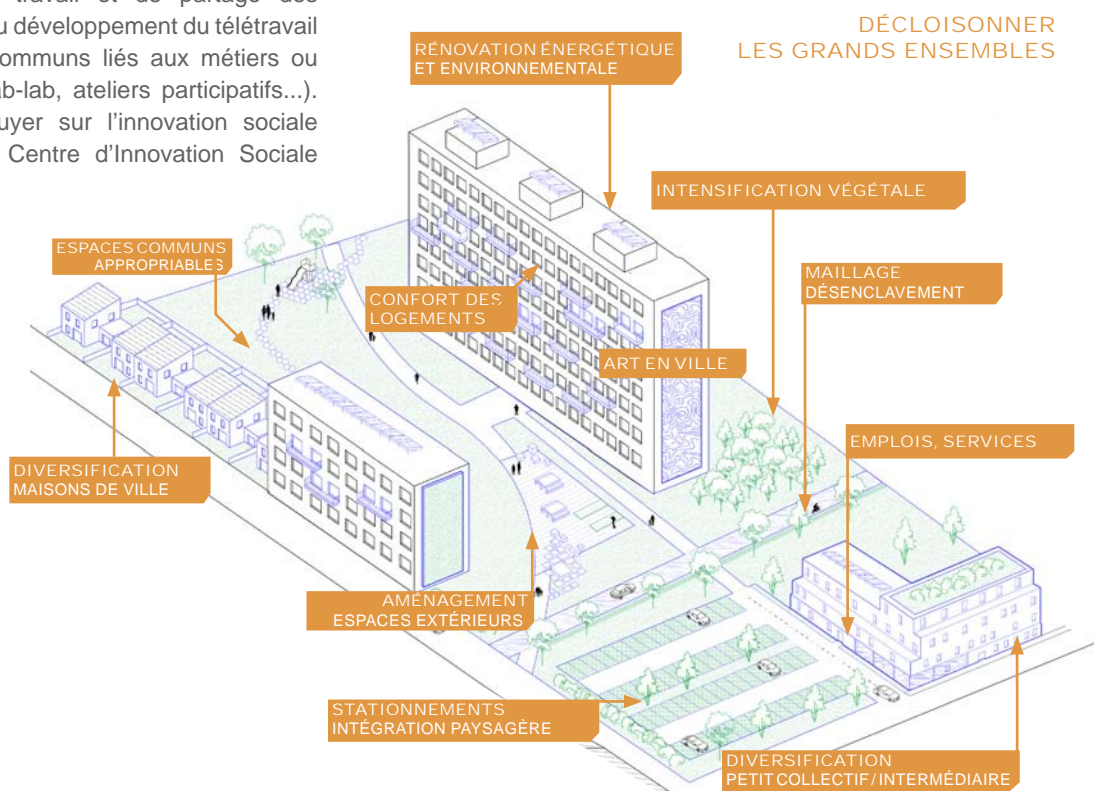 travail et de partage des
u développement du télétravail
ommuns liés aux métiers ou
ab-lab, ateliers participatifs...).
uyer sur l'innovation sociale
Centre d'Innovation Sociale
DÉCLOISONNER
LES GRANDS ENSEMBLES
RÉNOVATION ÉNERGÉTIQUE
ET ENVIRONNEMENTALE
INTENSIFICATION VÉGÉTALE
ESPACES COMMUNS
APPROPRIABLES
MAILLAGE
DÉSENCLAVEMENT
CONFORT DES
LOGEMENTS
ART EN VILLE
EMPLOIS, SERVICES
DIVERSIFICATION
MAISONS DE VILLE
AMÉNAGEMENT
ESPACES EXTÉRIEURS
STATIONNEMENTS
INTÉGRATION PAYSAGÈRE
DIVERSIFICATION
PETIT COLLECTIF/INTERMÉDIAIRE